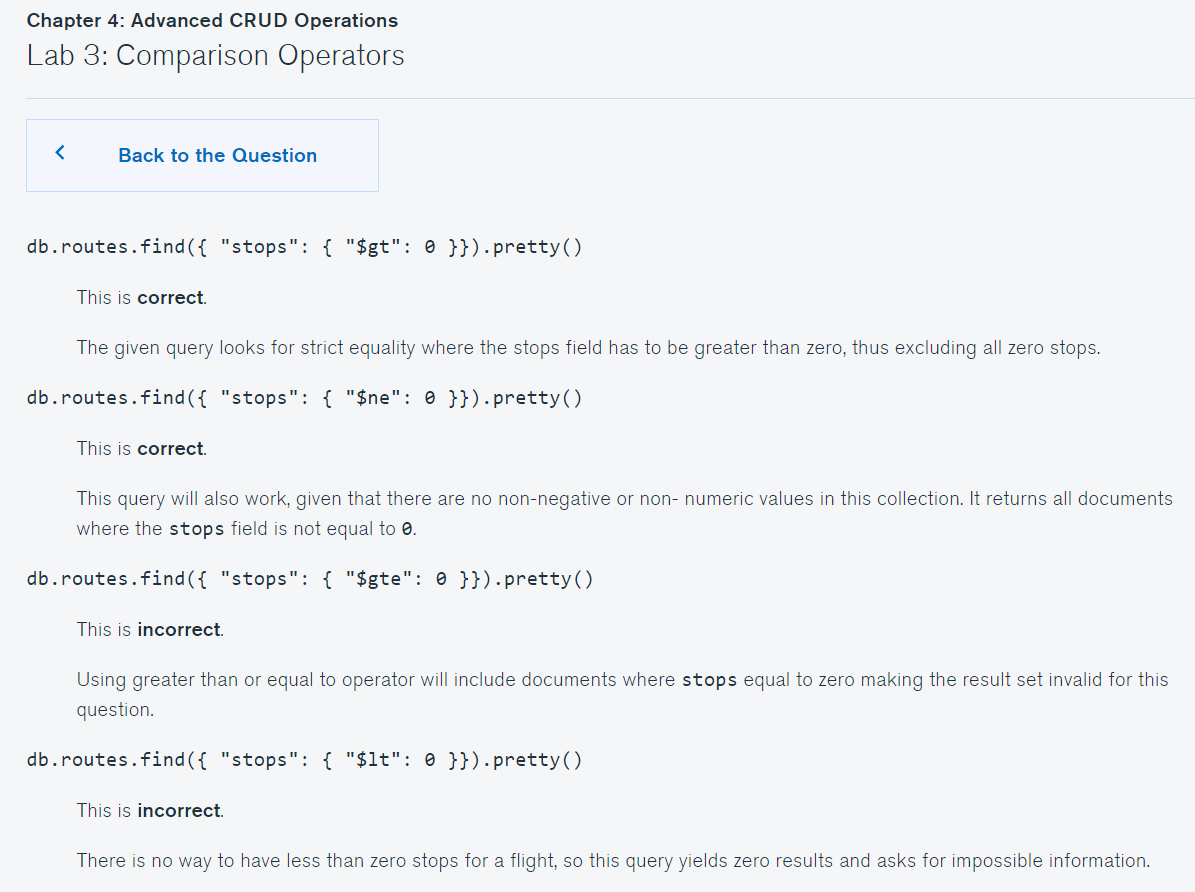 Chapter 4: Advanced CRUD Operations
Lab 3: Comparison Operators
Back to the Question
db.routes.find({ "stops": { "$gt": 0 }}).pretty()
This is correct.
The given query looks for strict equality where the stops field has to be greater than zero, thus excluding all zero stops.
db.routes.find({ "stops": { "$ne": 0 }}).pretty()
This is correct.
This query will also work, given that there are no non-negative or non- numeric values in this collection. It returns all documents
where the stops field is not equal to 0.
db.routes.find({ "stops": { "$gte": 0 }}).pretty()
This is incorrect.
Using greater than or equal to operator will include documents where stops equal to zero making the result set invalid for this
question.
db.routes.find({ "stops": { "$lt": 0 }}).pretty()
This is incorrect.
There is no way to have less than zero stops for a flight, so this query yields zero results and asks for impossible information.